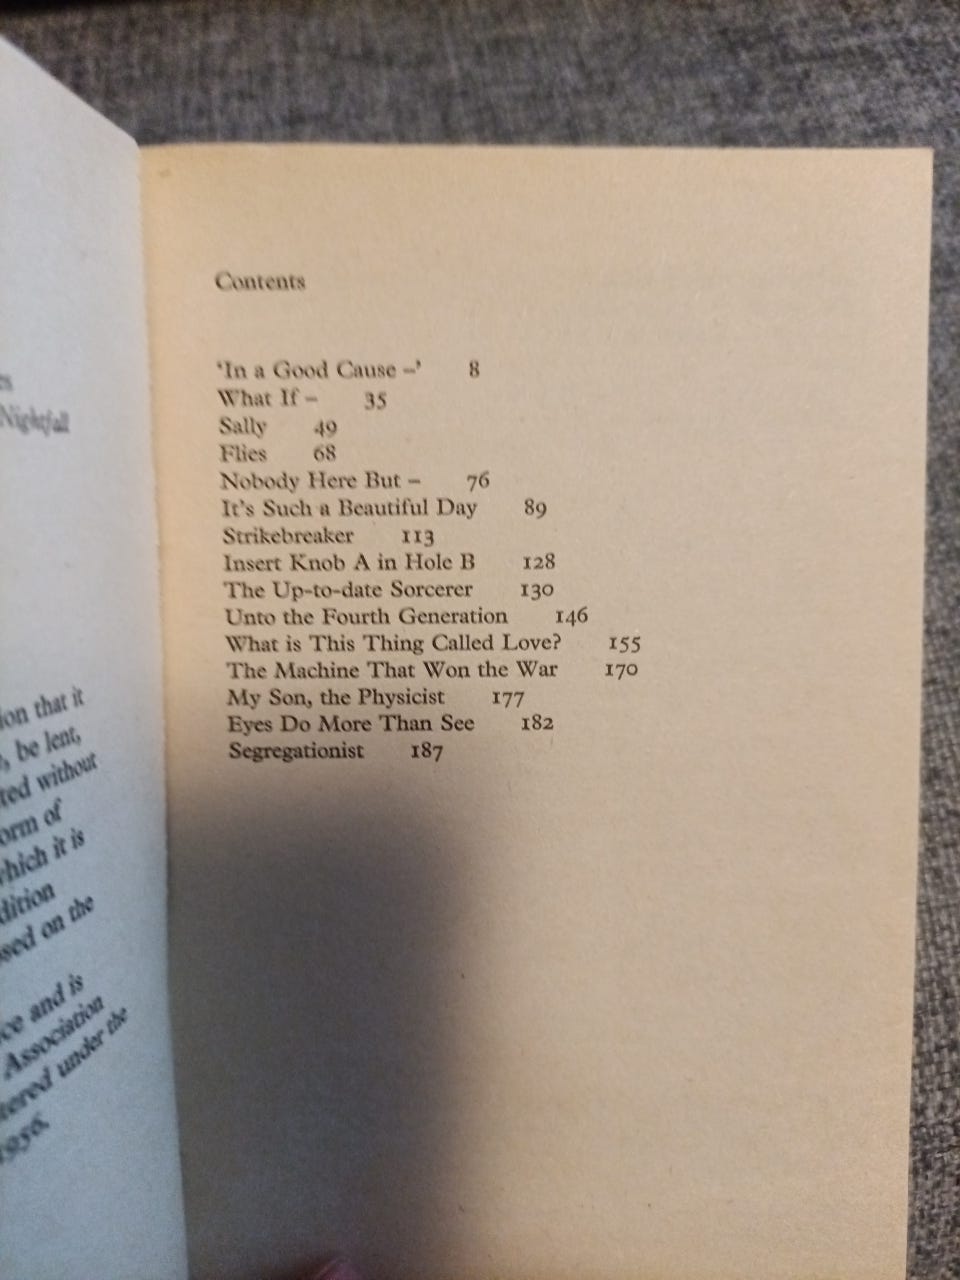 Nightfall
ion that it
be lent,
ted without
orm of
which it is
dition
sed on the
ce and is
Association
tered under the
1956.
Contents
'In a Good Cause –' 8
What If – 35
Sally 49
Flies 68
Nobody Here But – 76
It's Such a Beautiful Day 89
Strikebreaker 113
Insert Knob A in Hole B 128
The Up-to-date Sorcerer 130
Unto the Fourth Generation 146
What is This Thing Called Love? 155
The Machine That Won the War 170
My Son, the Physicist 177
Eyes Do More Than See 182
Segregationist 187